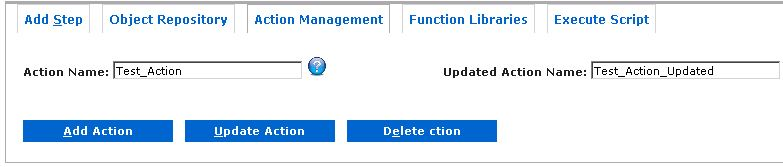 Add Step Object Repository Action Management Function Libraries Execute Script
Action Name: Test_Action ? Updated Action Name: Test_Action_Updated
Add Action Update Action Delete ction